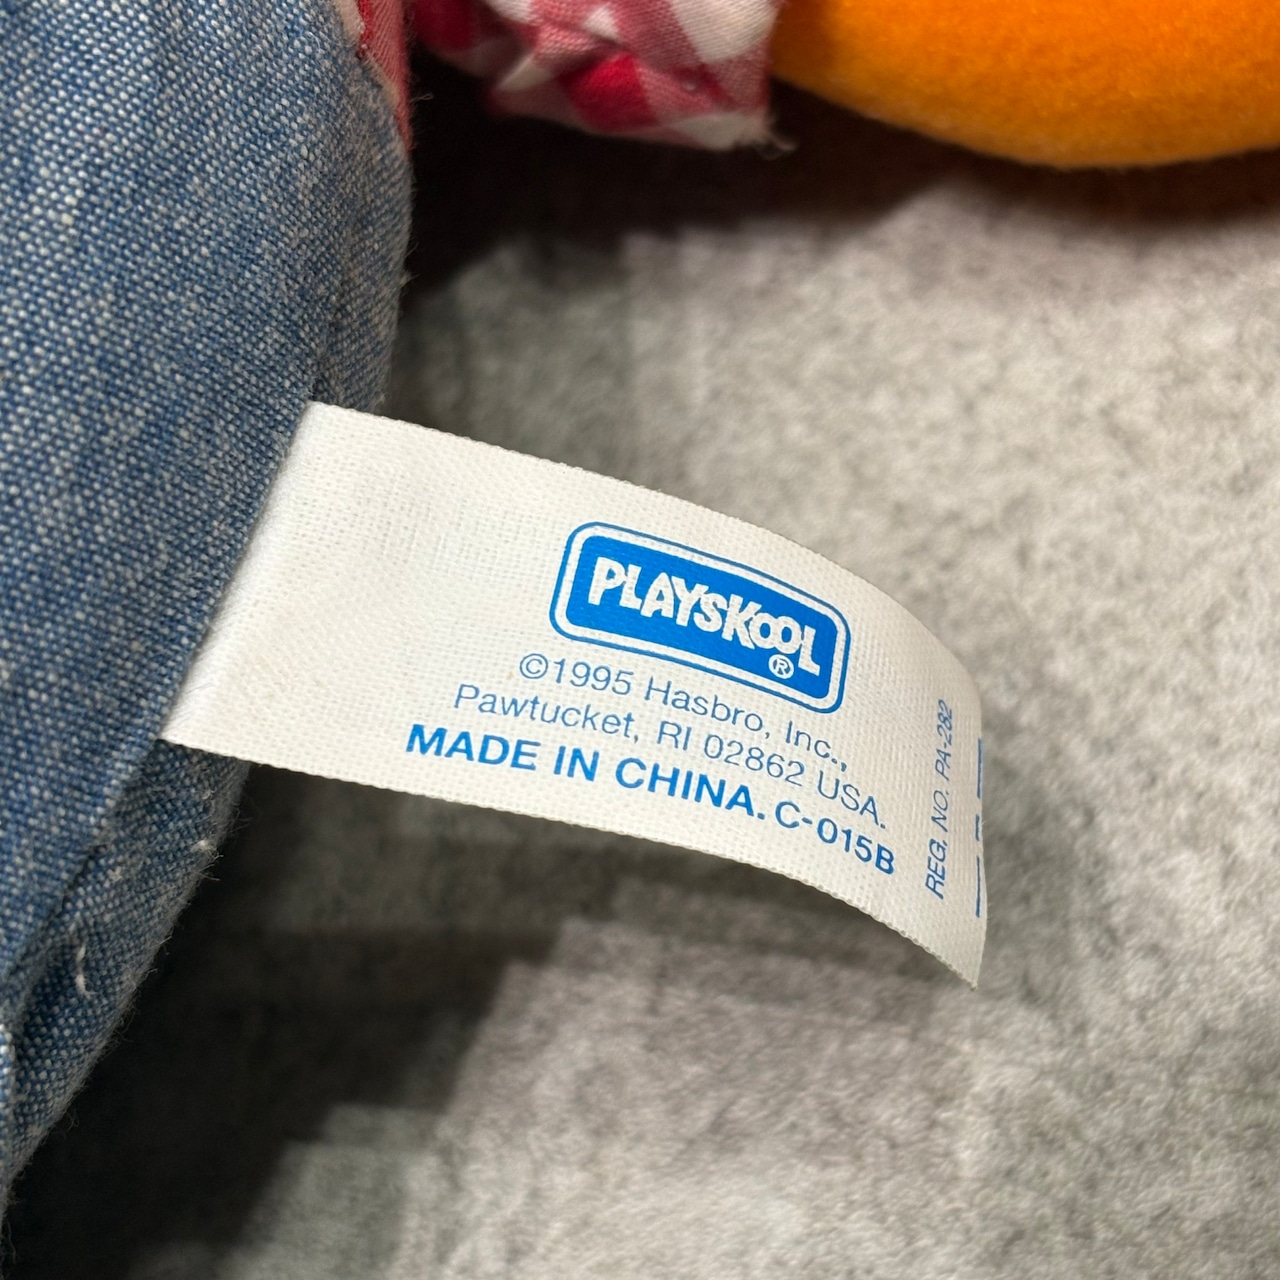 PLAYSKOOL®
©1995 Hasbro, Inc.,
Pawtucket, RI 02862 USA.
MADE IN CHINA. C-015B
REG. NO. PA-282